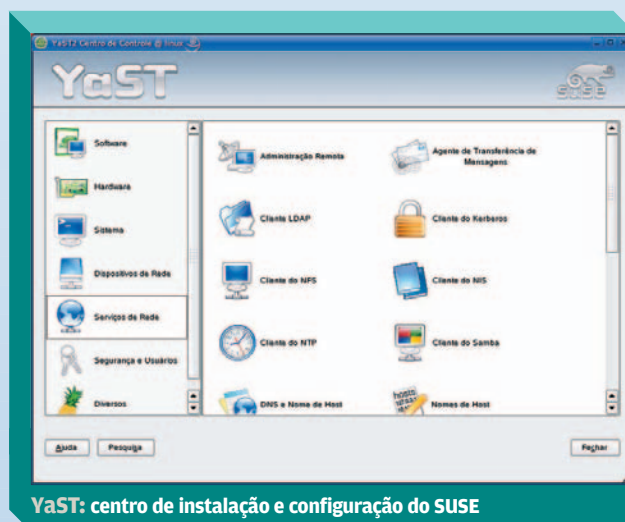 YaST2 Centro de Controle @ linux
YaST
SUSE
Software
Hardware
Sistema
Dispositivos de Rede
Serviços de Rede
Segurança e Usuários
Diversos
Administração Remota
Agente de Transferência de
Mensagens
Cliente LDAP
Cliente do Kerberos
Cliente do NFS
Cliente do NIS
Cliente do NTP
Cliente do Samba
DNS e Nome de Host
Nomes de Host
Ajuda
Pesquisa
Fechar
YaST: centro de instalação e configuração do SUSE